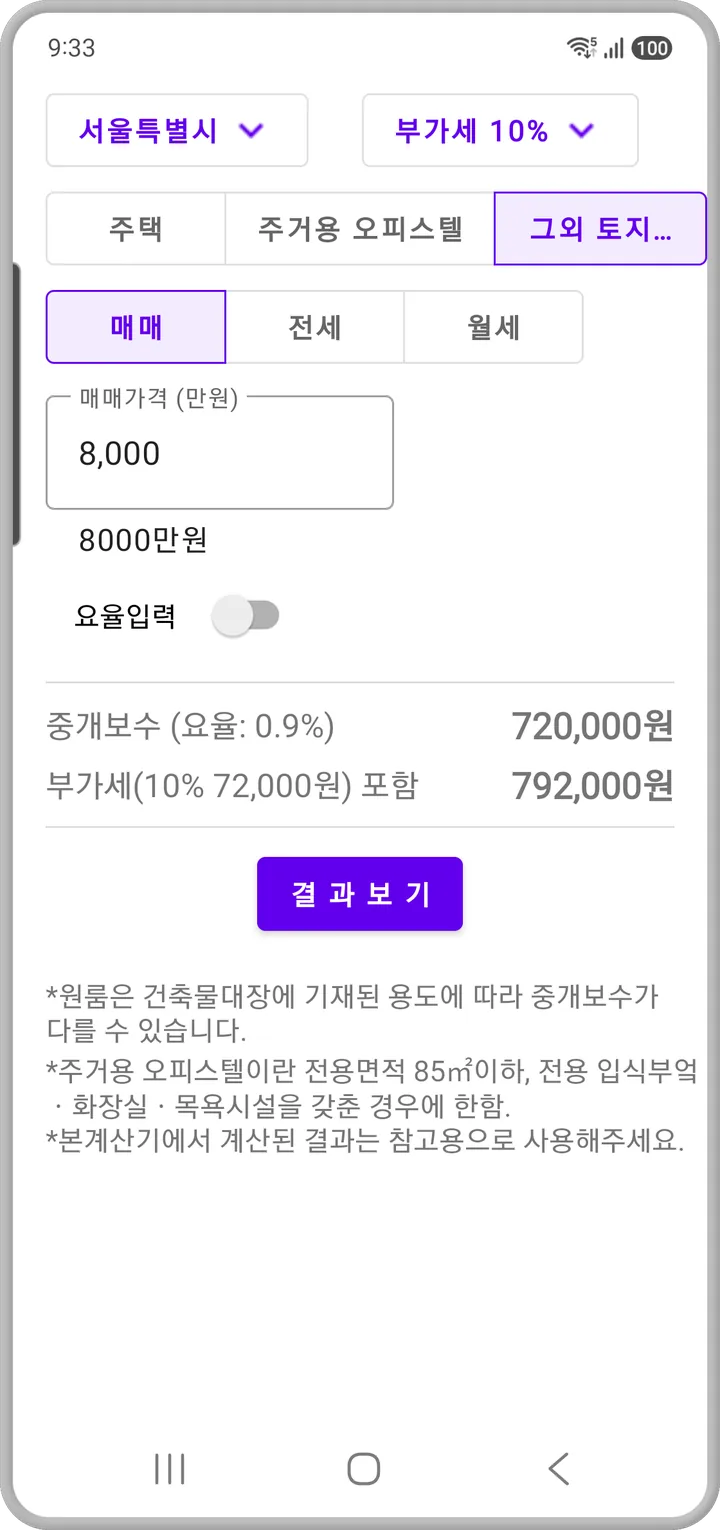 9:33
5
100
서울특별시
부가세 10%
주택
주거용 오피스텔
그외 토지...
매매
전세
월세
매매가격 (만원)
8,000
8000만원
요율입력
중개보수 (요율: 0.9%)
720,000원
부가세(10% 72,000원) 포함
792,000원
결과보기
*원룸은 건축물대장에 기재된 용도에 따라 중개보수가
다를 수 있습니다.
*주거용 오피스텔이란 전용면적 85㎡이하, 전용 입식부엌
· 화장실 · 목욕시설을 갖춘 경우에 한함.
*본계산기에서 계산된 결과는 참고용으로 사용해주세요.